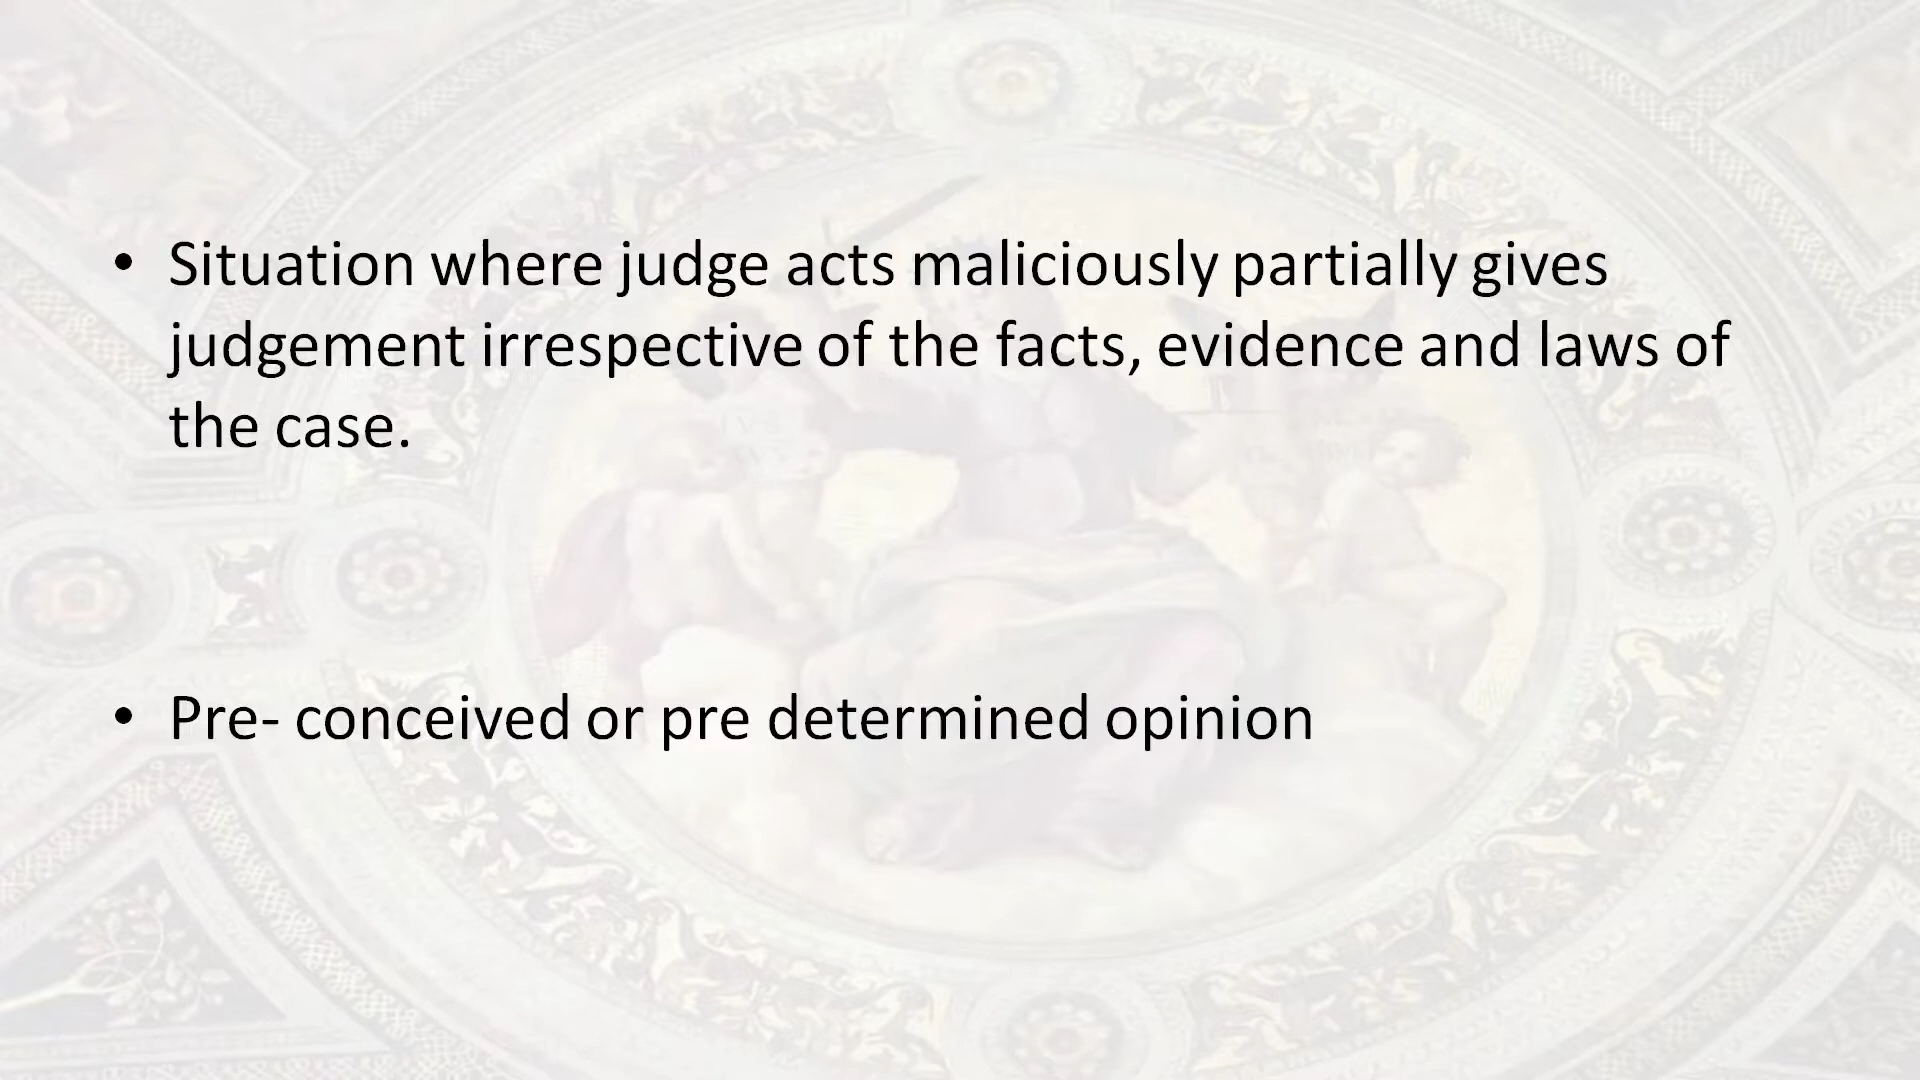 • Situation where judge acts maliciously partially gives
judgement irrespective of the facts, evidence and laws of
the case.
• Pre- conceived or pre determined opinion